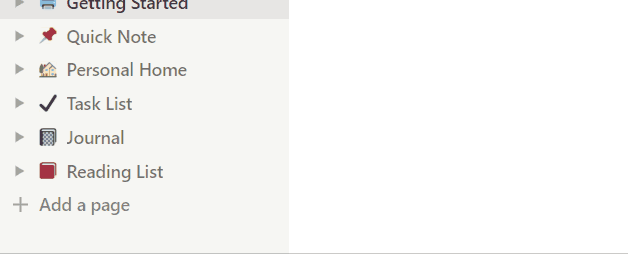 Getting Started
Quick Note
Personal Home
Task List
Journal
Reading List
Add a page